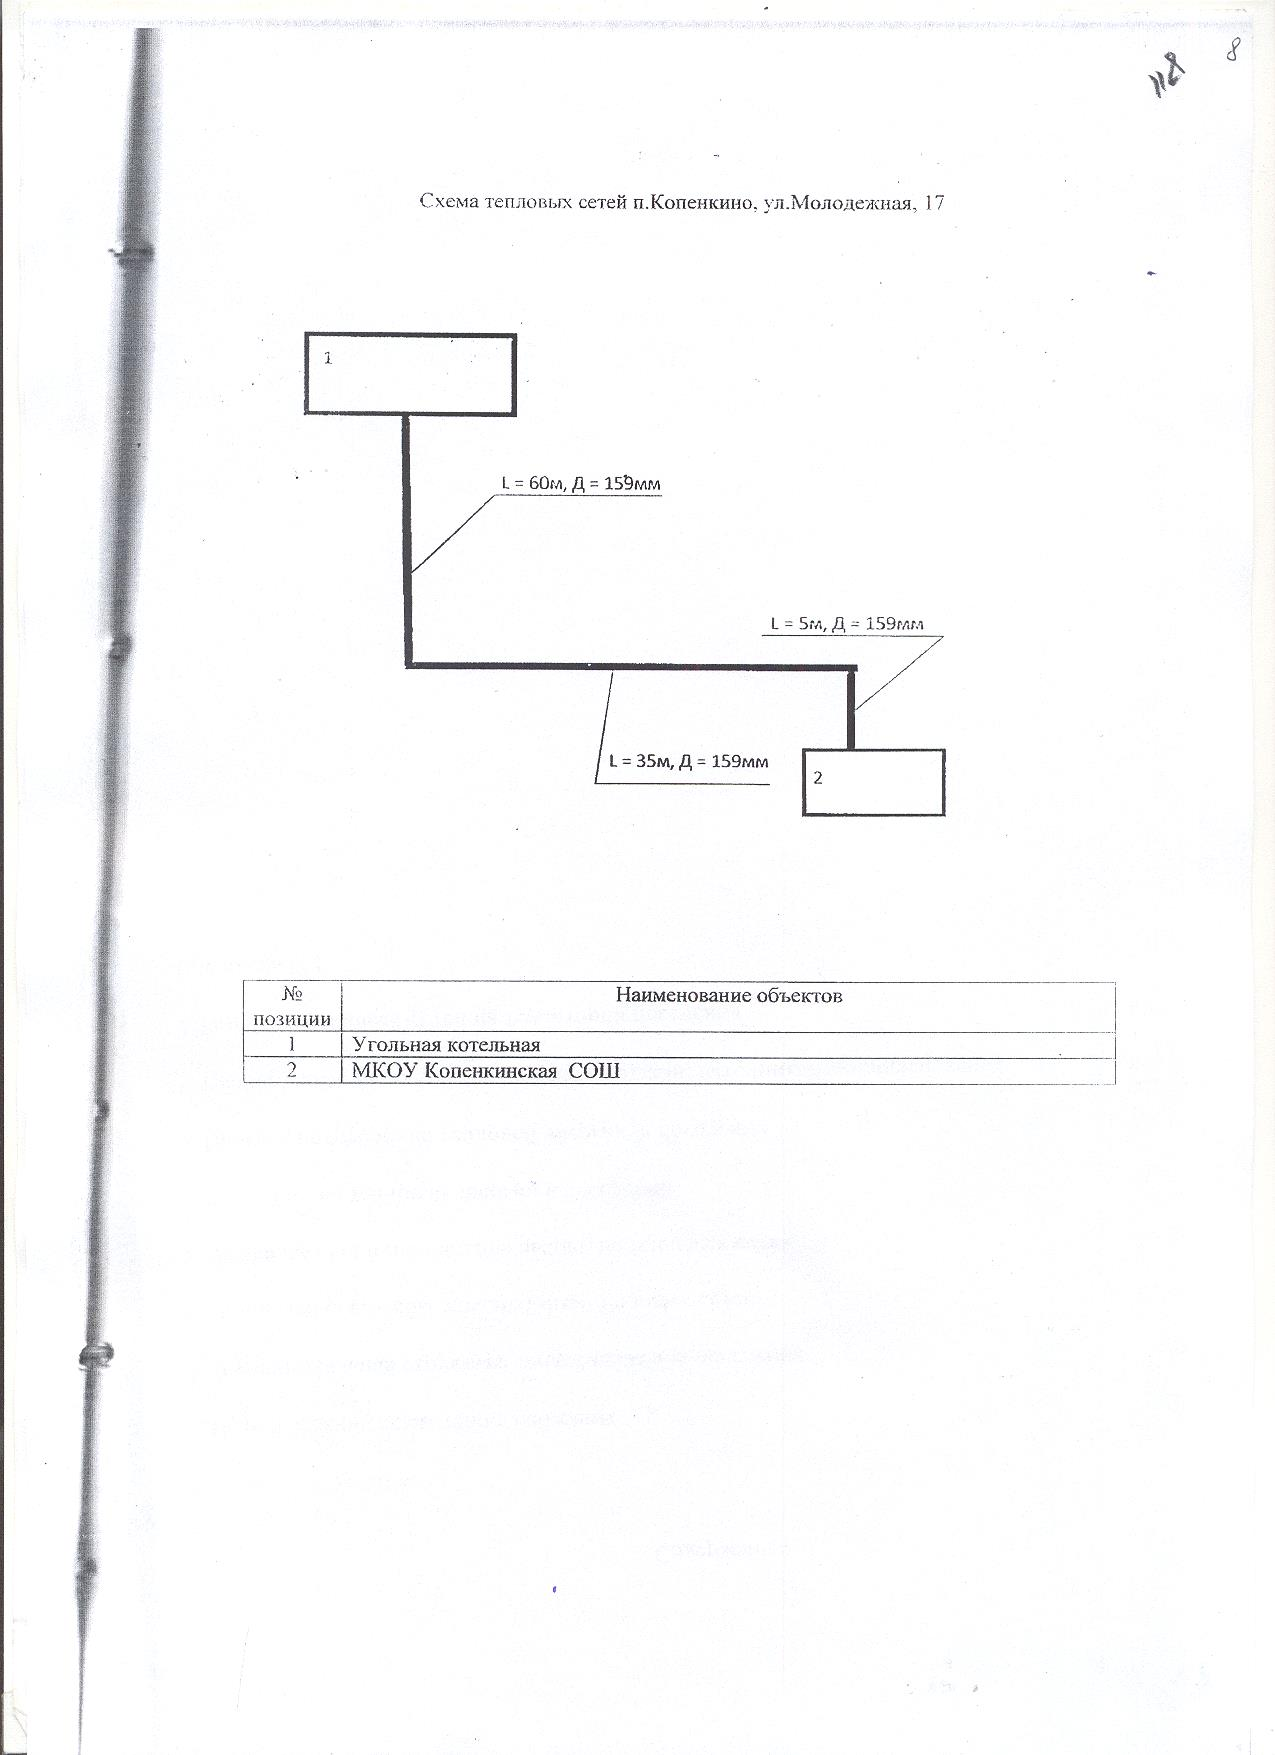 8
Схема тепловых сетей п.Копенкино, ул.Молодежная, 17
1
L = 60м, Д = 159мм
L = 5м, Д = 159мм
L = 35м, Д = 159мм
2
№ позиции Наименование объектов
1 Угольная котельная
2 МКОУ Копенкинская СОШ